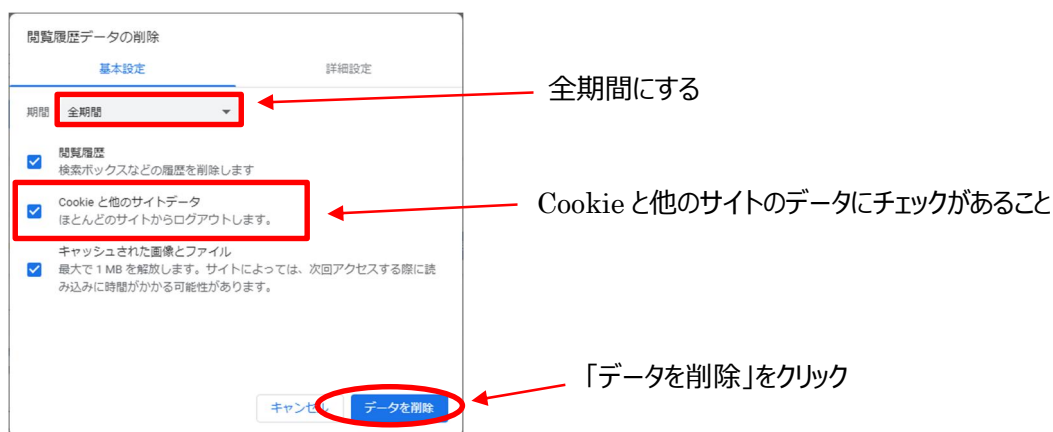 閲覧履歴データの削除
基本設定
詳細設定
全期間にする
期間 全期間
閲覧履歴
検索ボックスなどの履歴を削除します
Cookie と他のサイトデータ
ほとんどのサイトからログアウトします。
Cookie と他のサイトのデータにチェックがあること
キャッシュされた画像とファイル
最大で 1 MB を解放します。サイトによっては、次回アクセスする際に読
み込みに時間がかかる可能性があります。
「データを削除」をクリック
キャンセル
データを削除